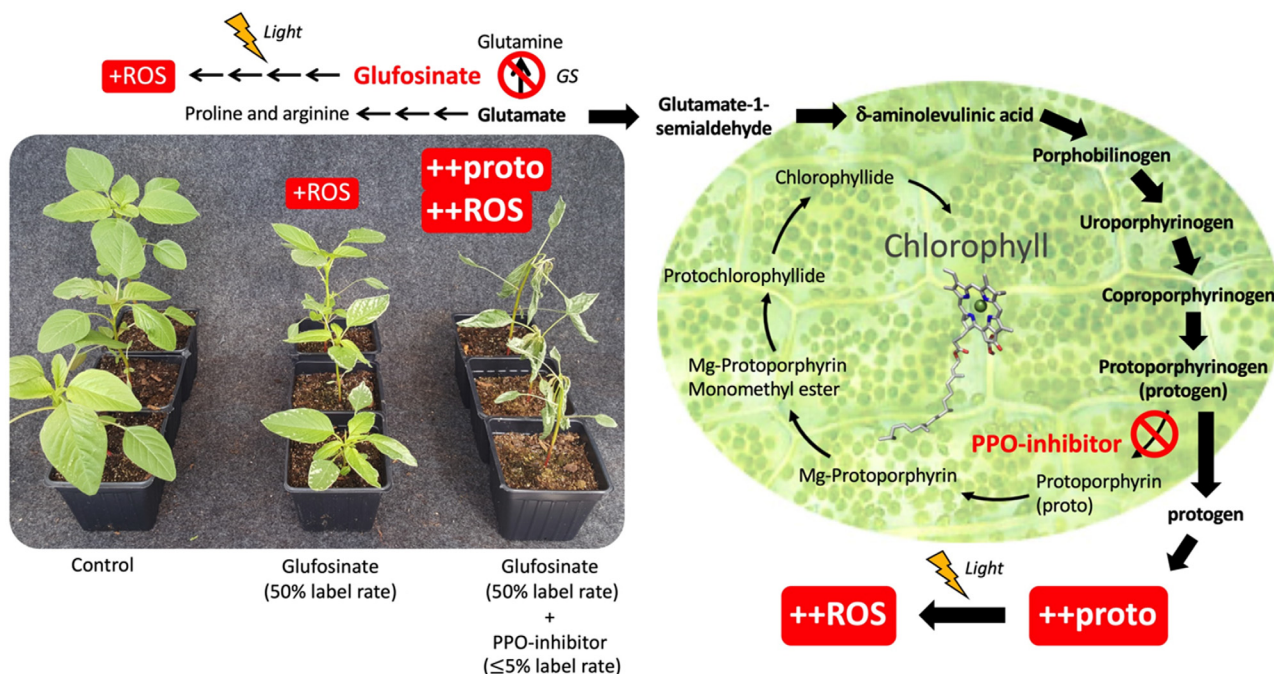 Light
Glutamine
+ROS
Glufosinate
GS
Proline and arginine
Glutamate
Glutamate-1-
semialdehyde
δ-aminolevulinic acid
Porphobilinogen
Uroporphyrinogen
Coproporphyrinogen
Protoporphyrinogen
(protogen)
PPO-inhibitor
Protoporphyrin
(proto)
Mg-Protoporphyrin
Mg-Protoporphyrin
Monomethyl ester
Protochlorophyllide
Chlorophyllide
Chlorophyll
protogen
++proto
Light
++ROS
+ROS
++proto
++ROS
Control
Glufosinate
(50% label rate)
Glufosinate
(50% label rate)
+
PPO-inhibitor
(≤5% label rate)